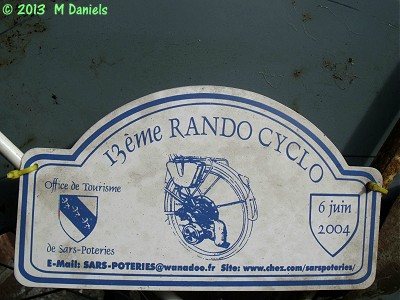 © 2013 M Daniels
13ème RANDO CYCLO
Office de Tourisme
de Sars-Poteries
6 juin
2004
E-Mail: SARS-POTERIES@wanadoo.fr Site: www.chez.com/sarspoteries/